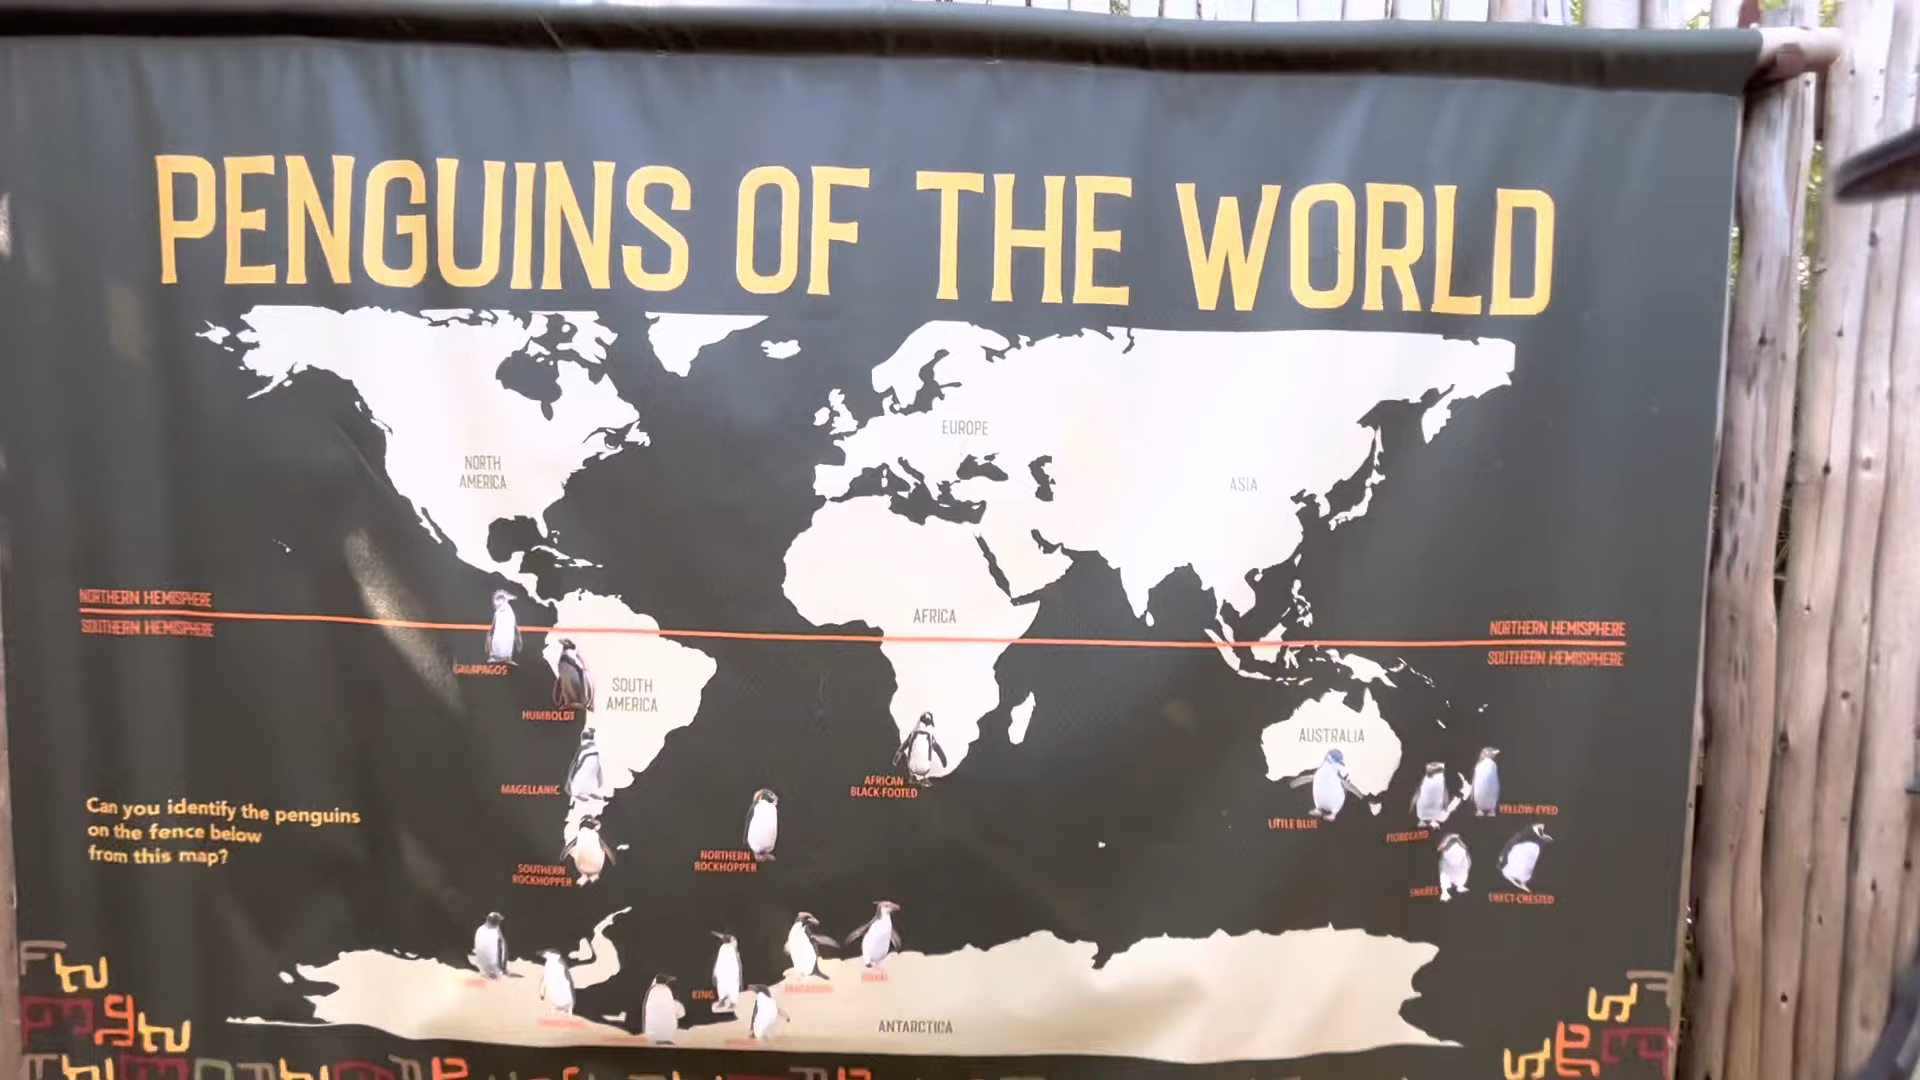 PENGUINS OF THE WORLD
NORTH
AMERICA
EUROPE
ASIA
NORTHERN HEMISPHERE
SOUTHERN HEMISPHERE
AFRICA
NORTHERN HEMISPHERE
SOUTHERN HEMISPHERE
GALAPAGOS
SOUTH
AMERICA
HUMBOLDT
AUSTRALIA
MAGELLANIC
AFRICAN
BLACK-FOOTED
LITTLE BLUE
YELLOW-EYED
FIORDLAND
Can you identify the penguins
on the fence below
from this map?
NORTHERN
ROCKHOPPER
SOUTHERN
ROCKHOPPER
SNARES
ERECT-CRESTED
KING
ROYAL
ANTARCTICA